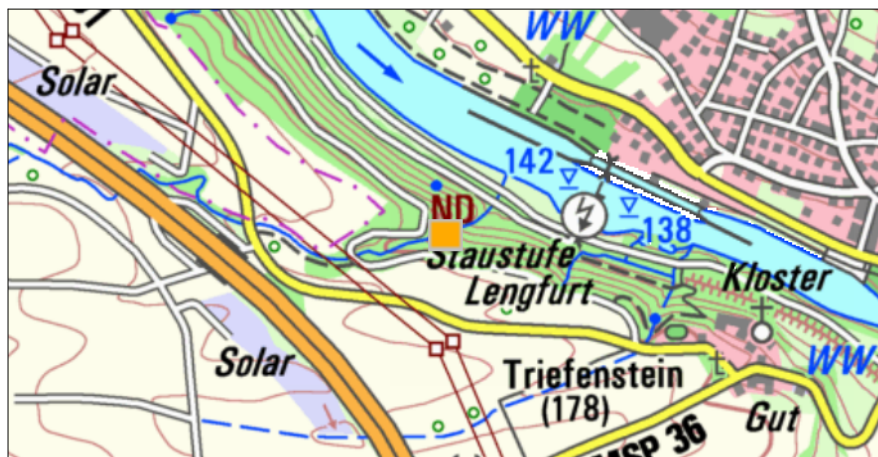 WW
Solar
142
ND
138
Staustufe
Lengfurt
Kloster
Solar
WW
Triefenstein
(178)
Gut
MSP 36